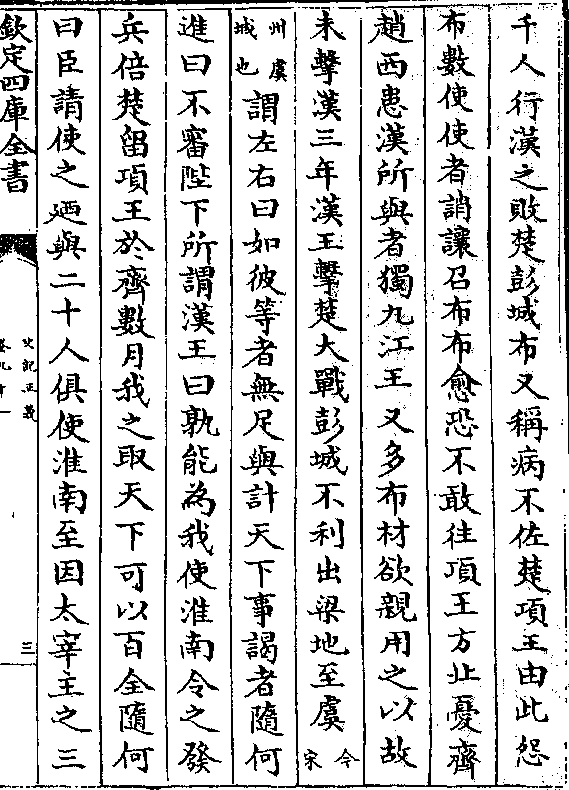 千人行漢之敗楚彭城布又稱病不佐楚項王由此怨
布數使使者誚讓召布布愈恐不敢往項王方北憂齊
趙西患漢所與者獨九江王又多布材欲親用之以故
未擊漢三年漢王擊楚大戰彭城不利出梁地至虞今宋
州虞城也謂左右曰如彼等者無足與計天下事謁者隨何
進曰不審陛下所謂漢王曰孰能為我使淮南令之發
兵倍楚留項王於齊數月我之取天下可以百全隨何
曰臣請使之廼與二十人俱使淮南至因太宰主之三
欽定四庫全書
史記正義
卷九十一
三